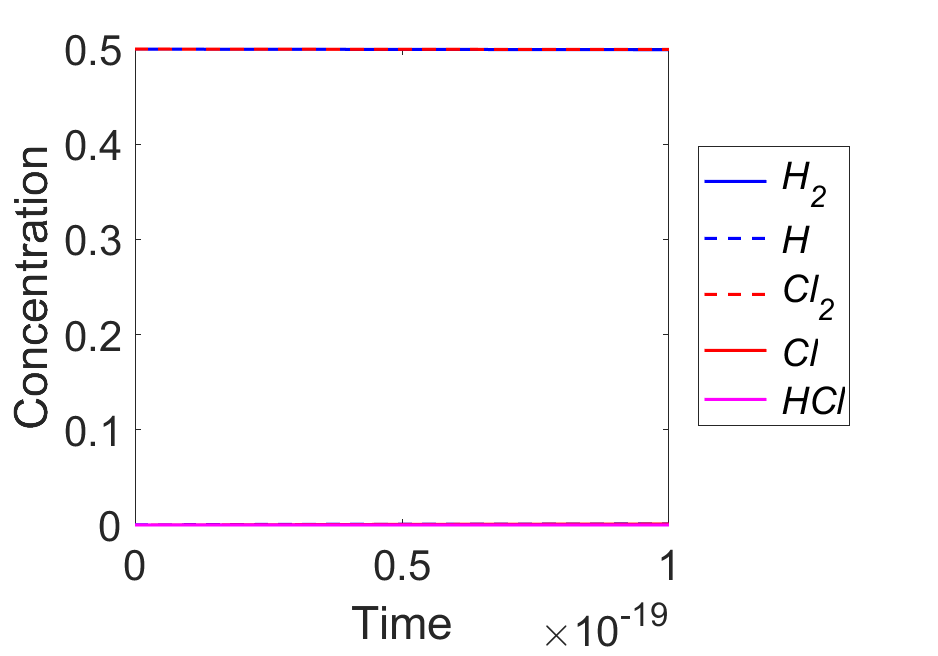 0.5
0.4
0.3
0.2
0.1
0
Concentration
0 0.5 1
Time ×10⁻¹⁹
H₂
H
Cl₂
Cl
HCl